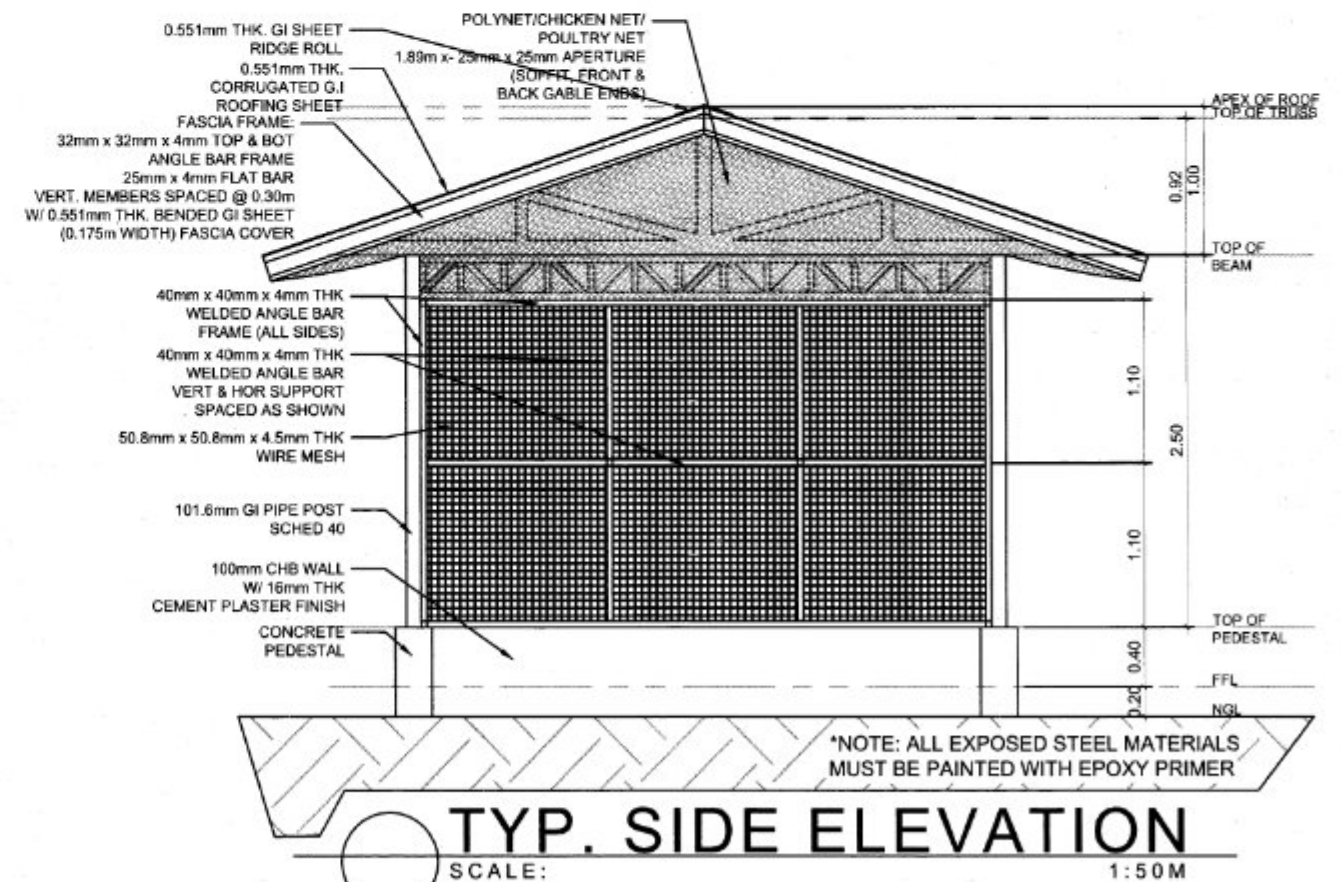 0.551mm THK. GI SHEET
RIDGE ROLL
0.551mm THK.
CORRUGATED G.I
ROOFING SHEET
FASCIA FRAME:
32mm x 32mm x 4mm TOP & BOT
ANGLE BAR FRAME
25mm x 4mm FLAT BAR
VERT. MEMBERS SPACED @ 0.30m
W/ 0.551mm THK. BENDED GI SHEET
(0.175m WIDTH) FASCIA COVER
POLYNET/CHICKEN NET/
POULTRY NET
1.89m x- 25mm x 25mm APERTURE
(SOFFIT, FRONT &
BACK GABLE ENDS)
APEX OF ROOF
TOP OF TRUSS
0.92
1.00
TOP OF
BEAM
40mm x 40mm x 4mm THK
WELDED ANGLE BAR
FRAME (ALL SIDES)
40mm x 40mm x 4mm THK
WELDED ANGLE BAR
VERT & HOR SUPPORT
SPACED AS SHOWN
50.8mm x 50.8mm x 4.5mm THK
WIRE MESH
101.6mm GI PIPE POST
SCHED 40
100mm CHB WALL
W/ 16mm THK
CEMENT PLASTER FINISH
CONCRETE
PEDESTAL
1.10
2.50
1.10
TOP OF
PEDESTAL
0.40
FFL
0.20
NGL
*NOTE: ALL EXPOSED STEEL MATERIALS
MUST BE PAINTED WITH EPOXY PRIMER
TYP. SIDE ELEVATION
SCALE: 1:50M